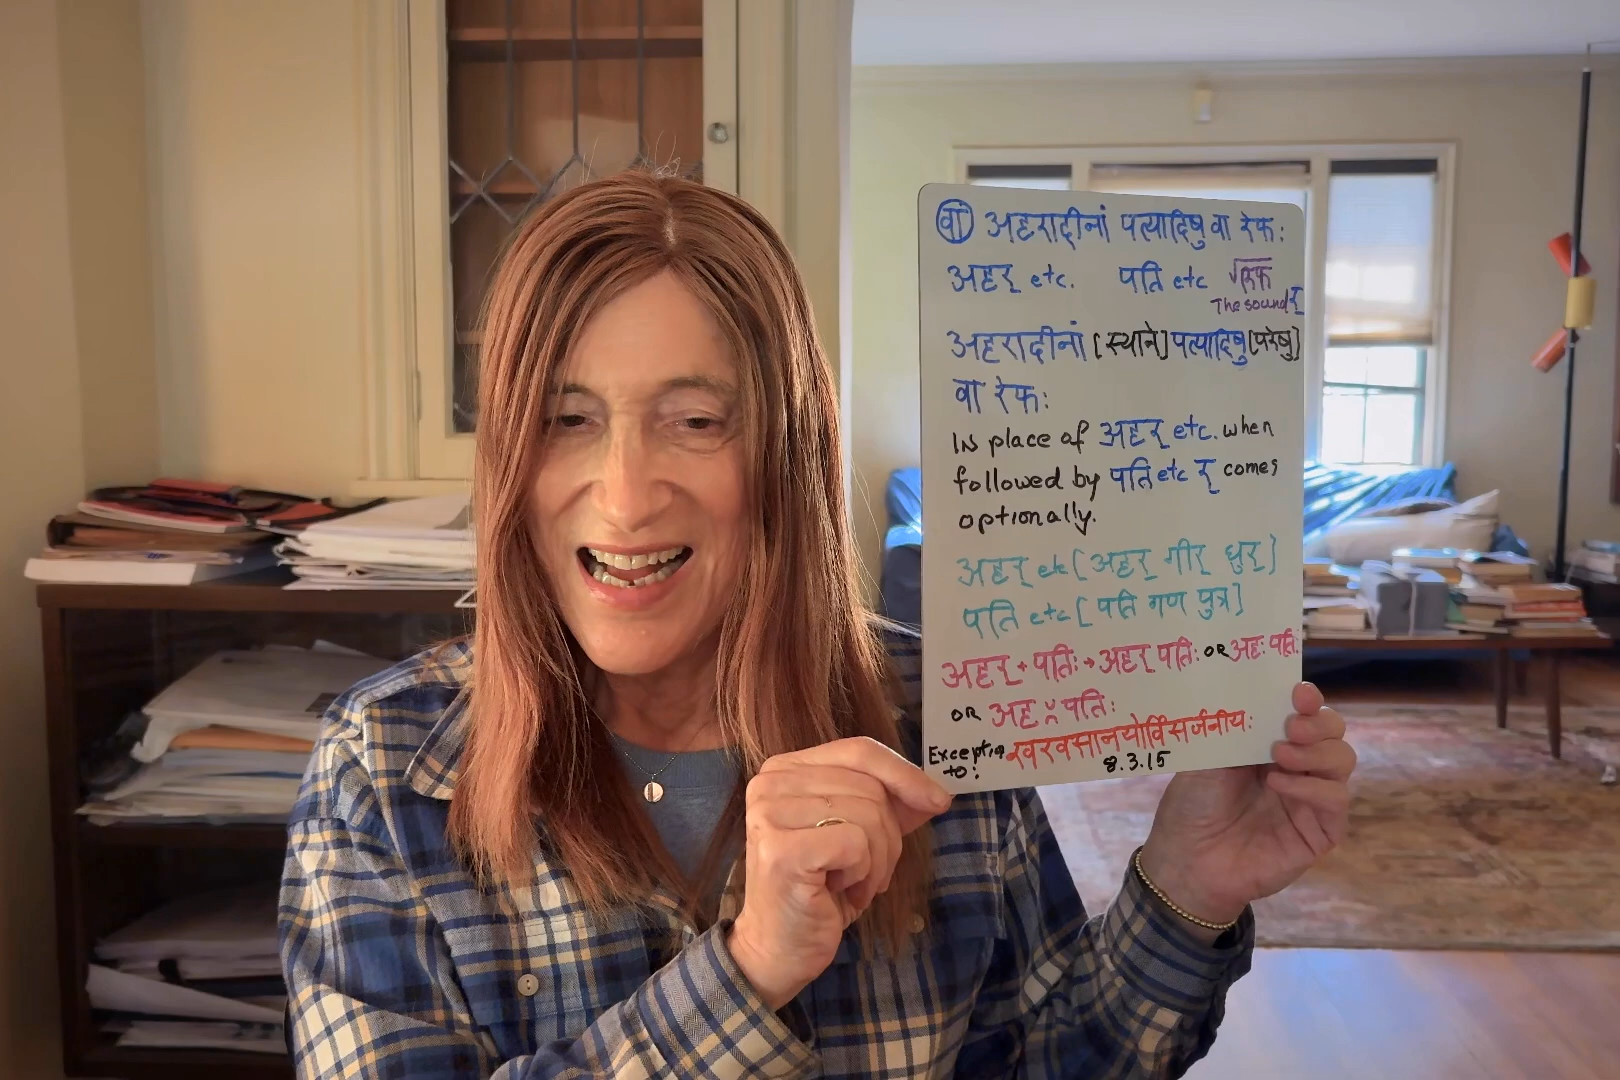 वा अहरादीनां पत्यादिषु वा रेफः
अहर् etc. पति etc रिफ
The sound र्
अहरादीनां [स्थाने] पत्यादिषु [परेषु]
वा रेफः
In place of अहर् etc. when
followed by पति etc र् comes
optionally.
अहर् etc [अहर् गीर् धुर्]
पति etc [पति गण पुत्र]
अहर् + पतिः → अहर् पतिः OR अहः पतिः
OR अह ᳵ पतिः
Exception to: खरवसानयोर्विसर्जनीयः
8.3.15